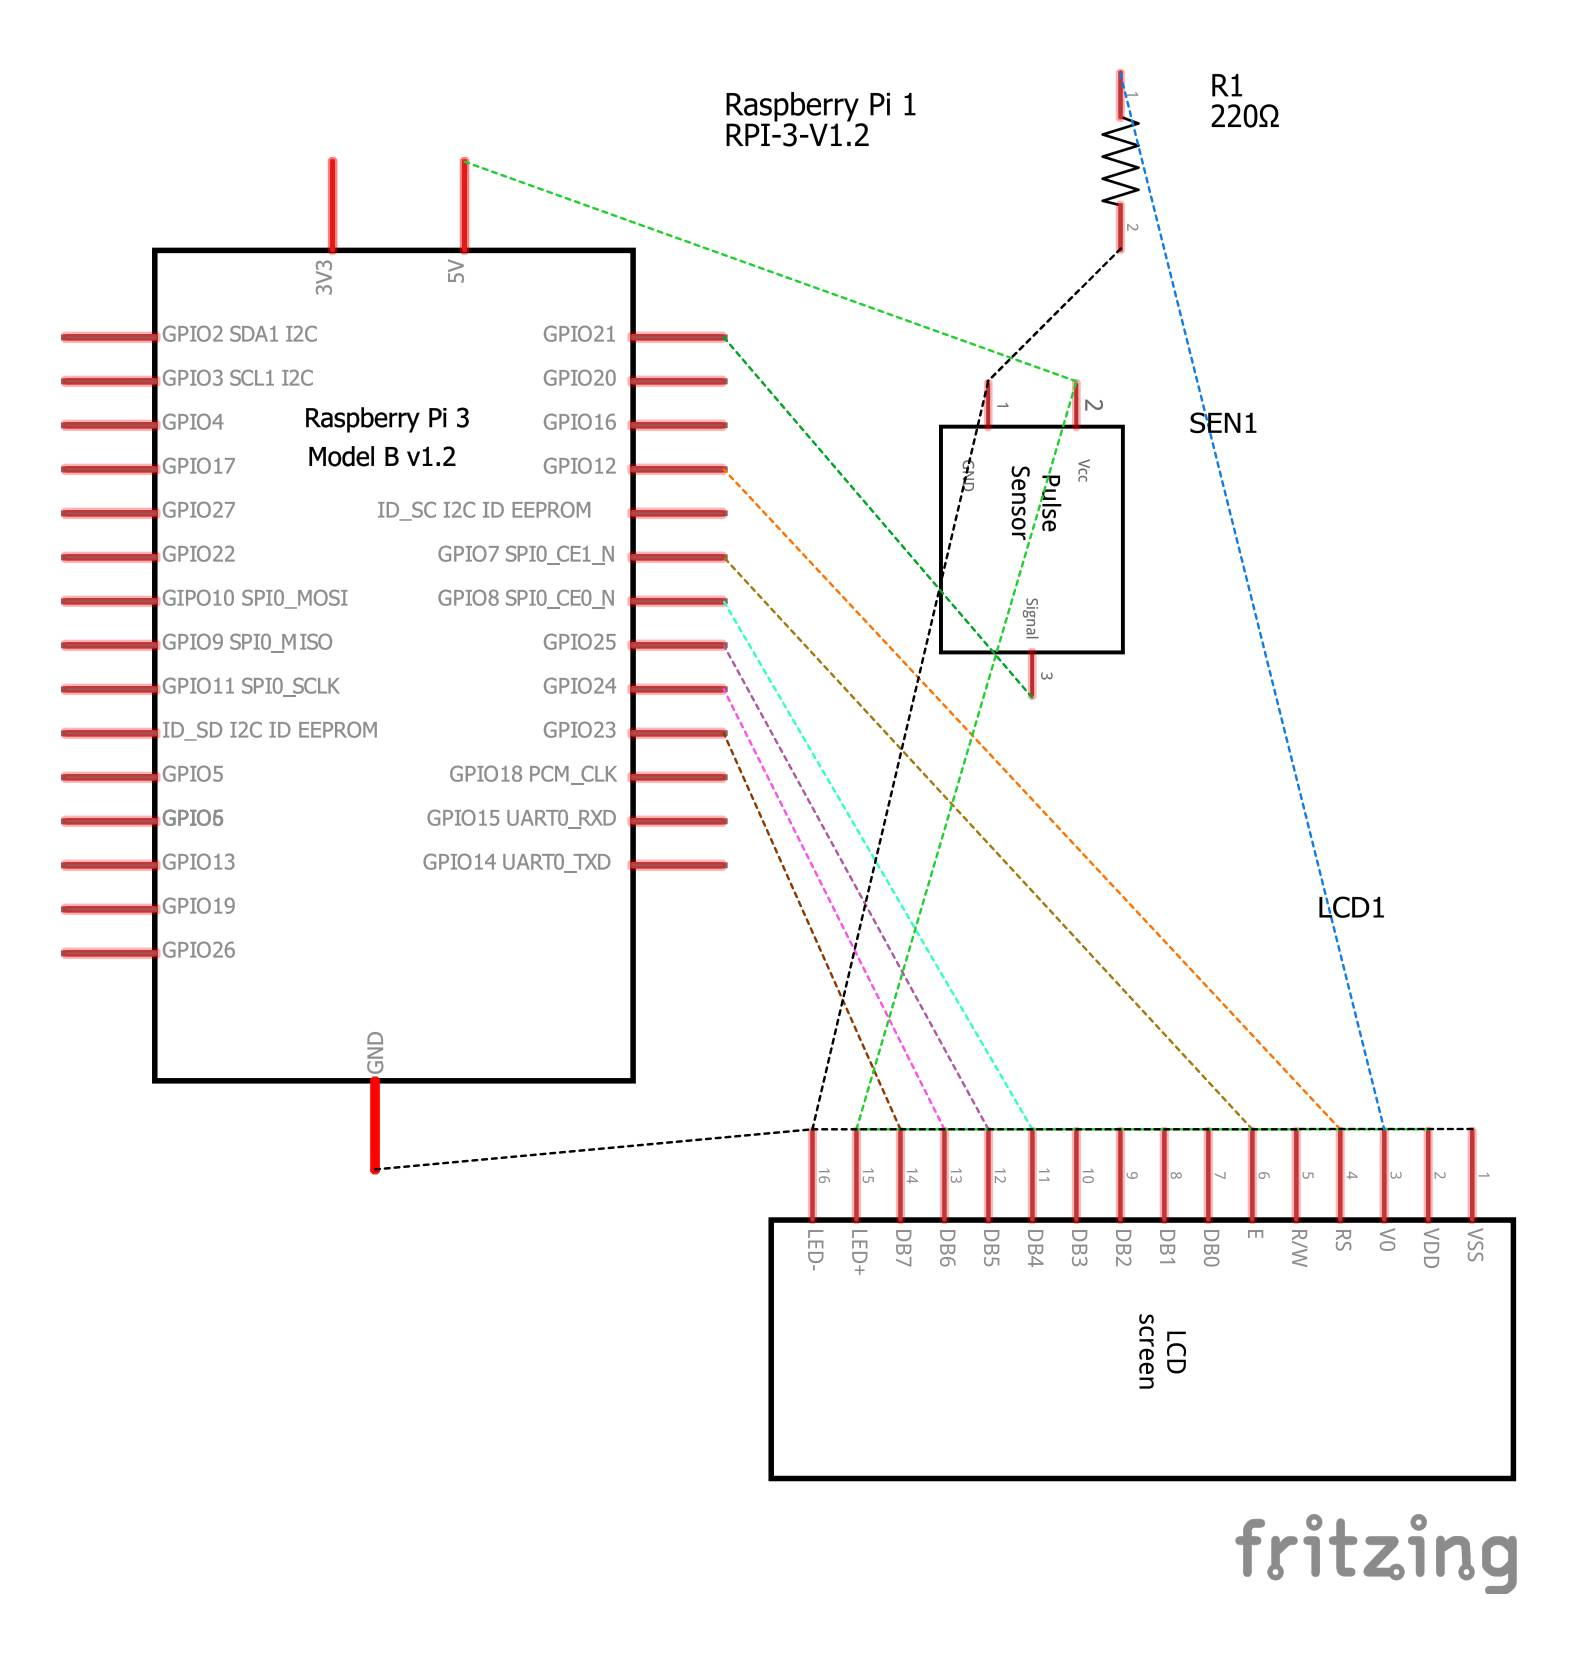 R1
220Ω
Raspberry Pi 1
RPI-3-V1.2
1
2
3V3
5V
GPIO2 SDA1 I2C
GPIO21
GPIO3 SCL1 I2C
GPIO20
Raspberry Pi 3
Model B v1.2
GPIO4
GPIO16
GPIO17
GPIO12
GPIO27
ID_SC I2C ID EEPROM
GPIO22
GPIO7 SPI0_CE1_N
GIPO10 SPI0_MOSI
GPIO8 SPI0_CE0_N
GPIO9 SPI0_MISO
GPIO25
GPIO11 SPI0_SCLK
GPIO24
ID_SD I2C ID EEPROM
GPIO23
GPIO5
GPIO18 PCM_CLK
GPIO15 UART0_RXD
GPIO13
GPIO14 UART0_TXD
GPIO19
GPIO26
GND
1
2
SEN1
GND
Vcc
Pulse
Sensor
Signal
3
LCD1
16
15
14
13
12
11
10
9
8
7
6
5
4
3
2
1
LED-
LED+
DB7
DB6
DB5
DB4
DB3
DB2
DB1
DB0
E
R/W
RS
V0
VDD
VSS
LCD
screen
fritzing